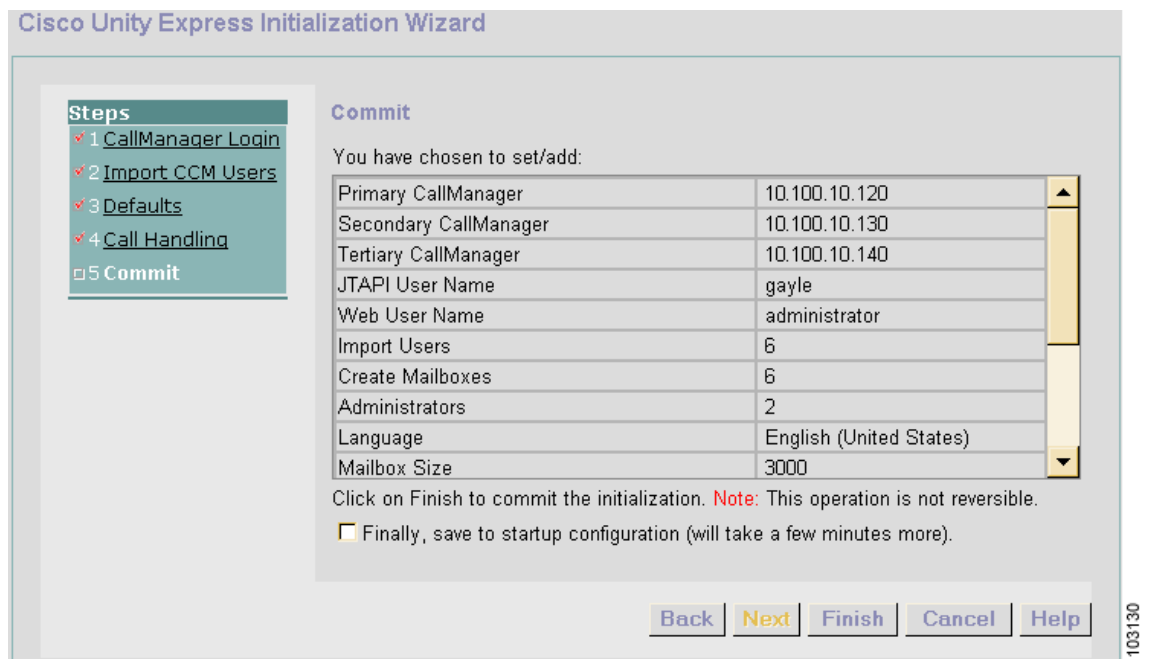 Cisco Unity Express Initialization Wizard
Steps
1 CallManager Login
2 Import CCM Users
3 Defaults
4 Call Handling
5 Commit
Commit
You have chosen to set/add:
Primary CallManager 10.100.10.120
Secondary CallManager 10.100.10.130
Tertiary CallManager 10.100.10.140
JTAPI User Name gayle
Web User Name administrator
Import Users 6
Create Mailboxes 6
Administrators 2
Language English (United States)
Mailbox Size 3000
Click on Finish to commit the initialization. Note: This operation is not reversible.
Finally, save to startup configuration (will take a few minutes more).
Back Next Finish Cancel Help
103130